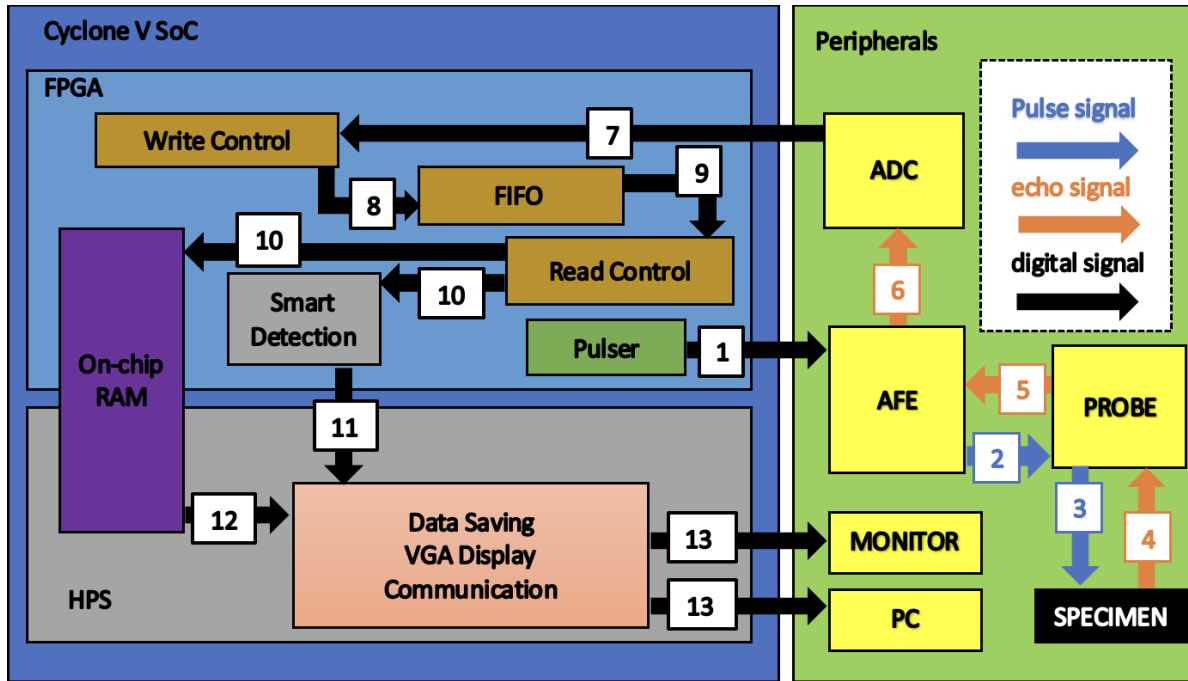 Cyclone V SoC
FPGA
Write Control
7
8
FIFO
9
10
Read Control
10
Smart
Detection
On-chip
RAM
Pulser
1
11
12
Data Saving
VGA Display
Communication
13
13
HPS
Peripherals
Pulse signal
echo signal
digital signal
ADC
6
AFE
5
PROBE
2
3
4
MONITOR
PC
SPECIMEN